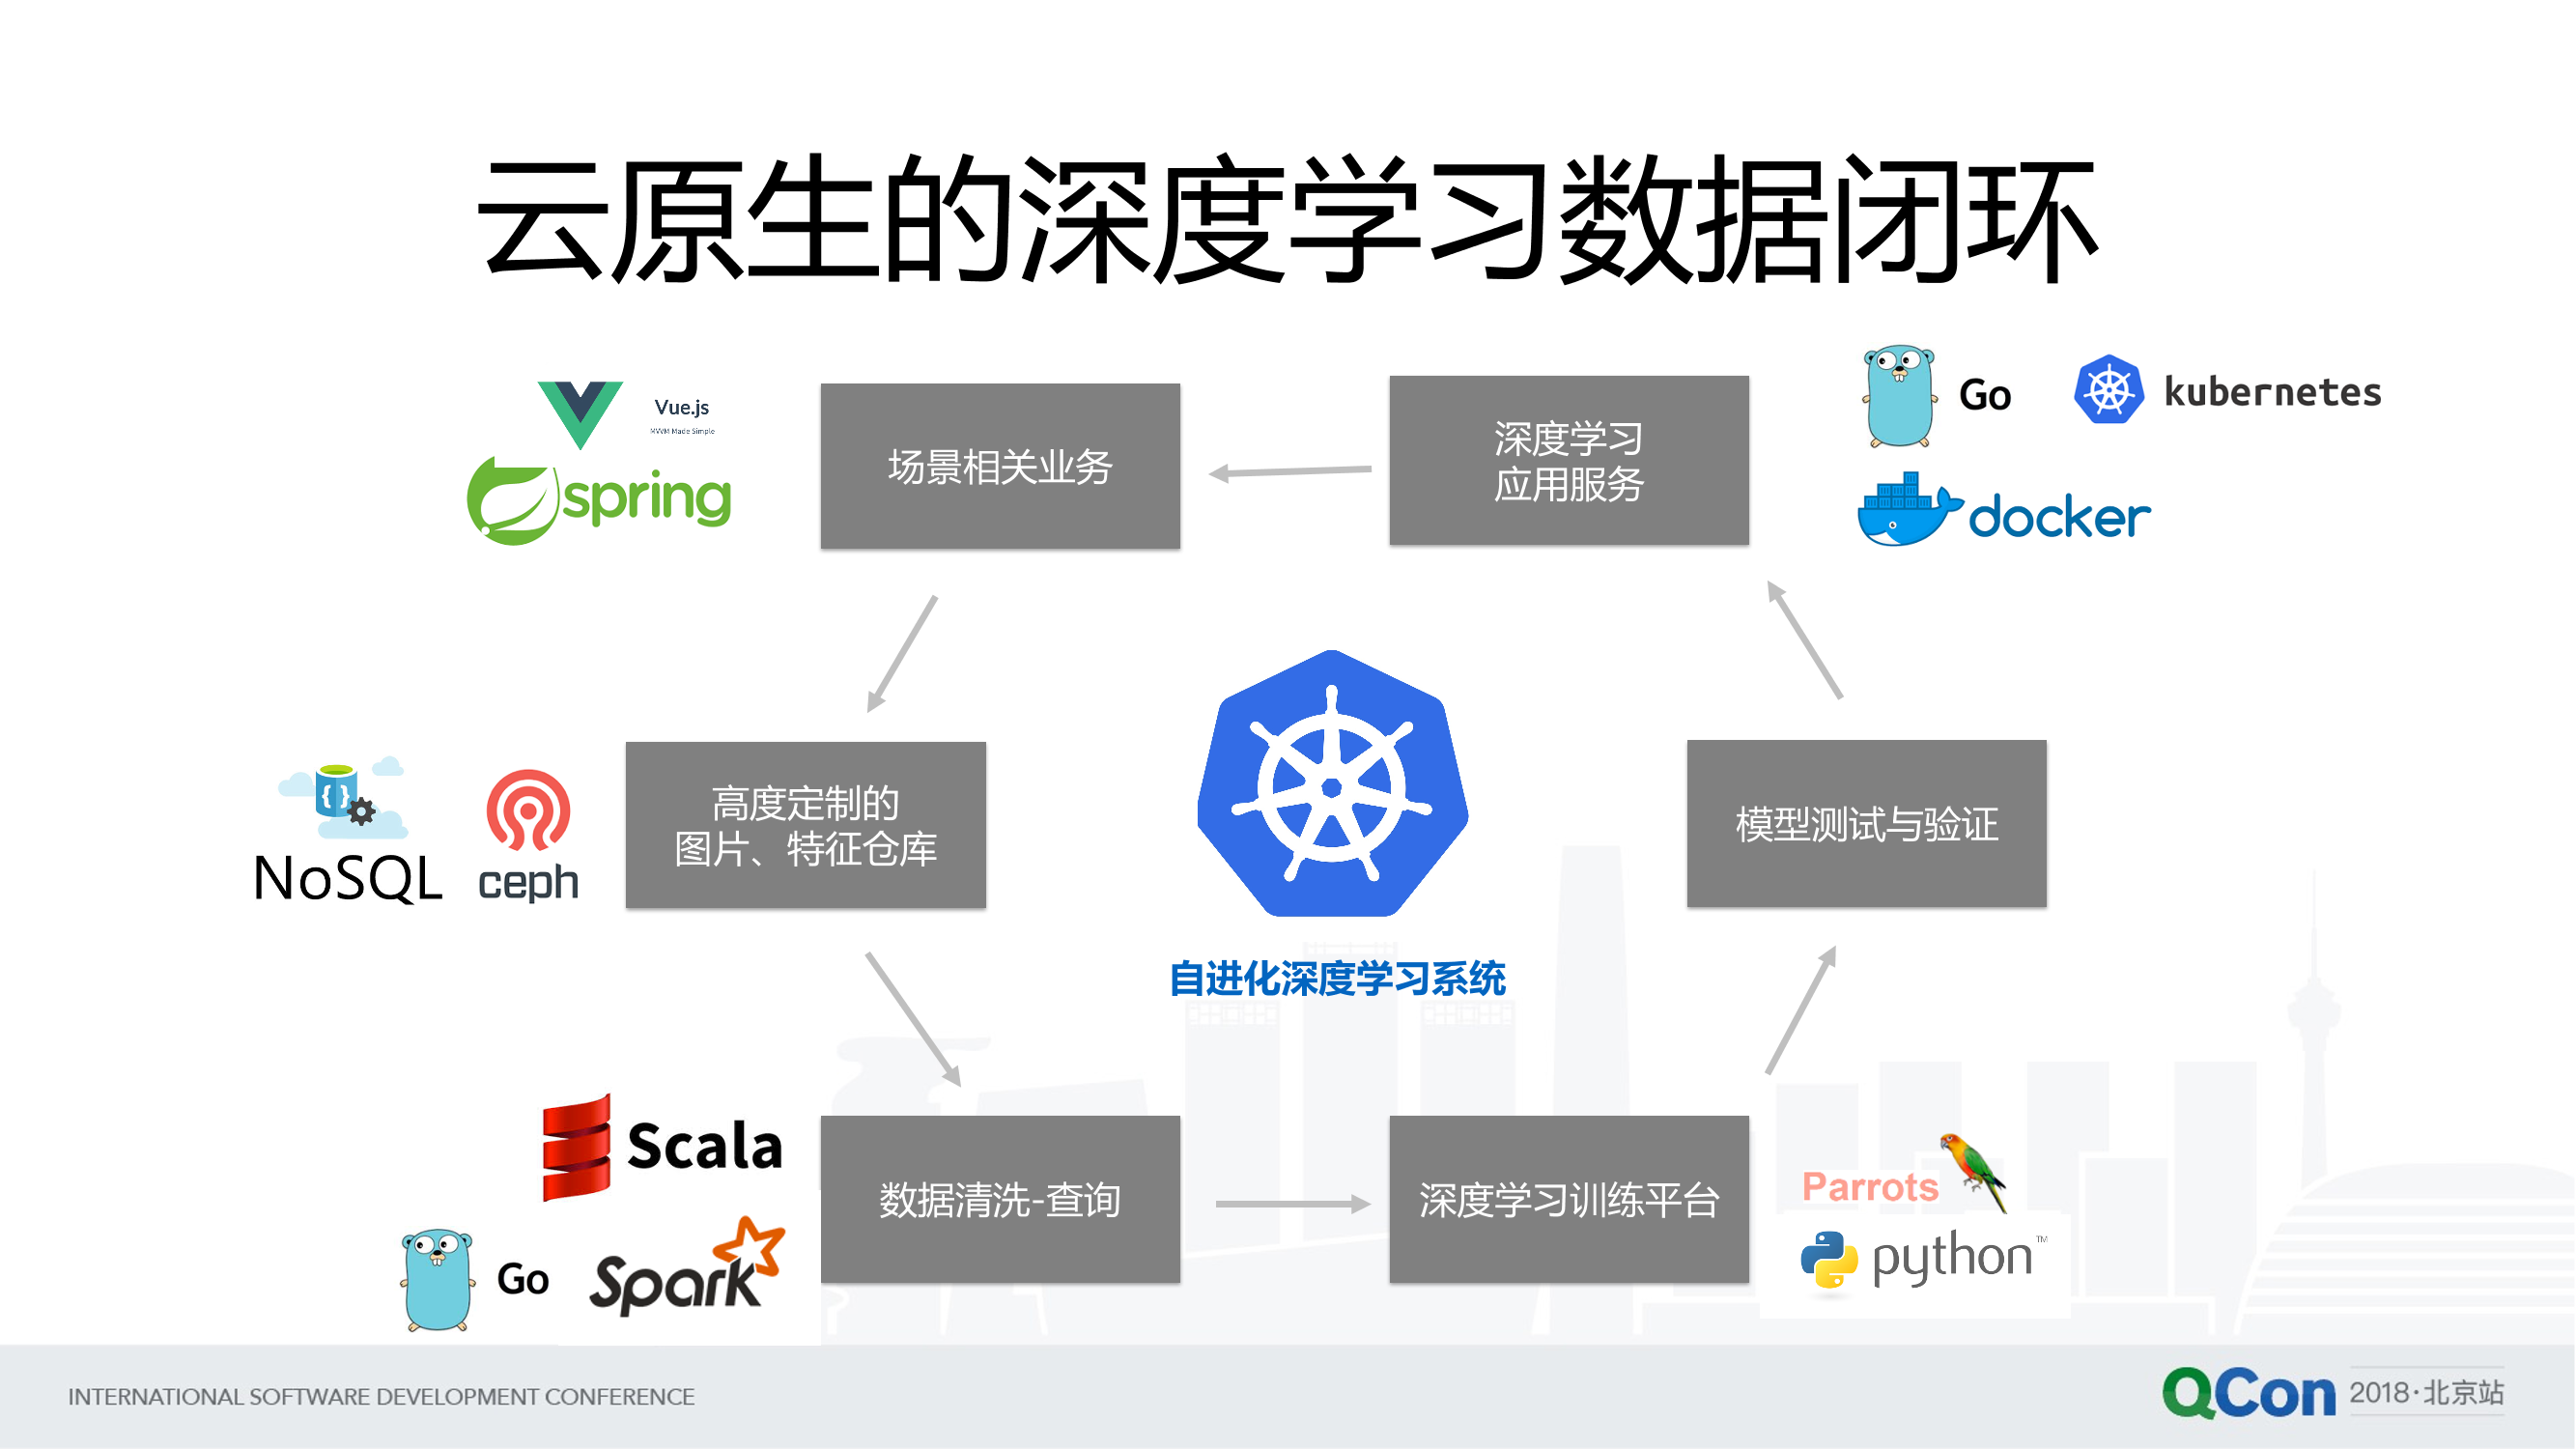 云原生的深度学习数据闭环
Vue.js
MVVM Made Simple
spring
场景相关业务
深度学习
应用服务
Go
kubernetes
docker
NoSQL
ceph
高度定制的
图片、特征仓库
自进化深度学习系统
模型测试与验证
Scala
Go
Spark
数据清洗-查询
深度学习训练平台
Parrots
python™
INTERNATIONAL SOFTWARE DEVELOPMENT CONFERENCE
QCon 2018·北京站